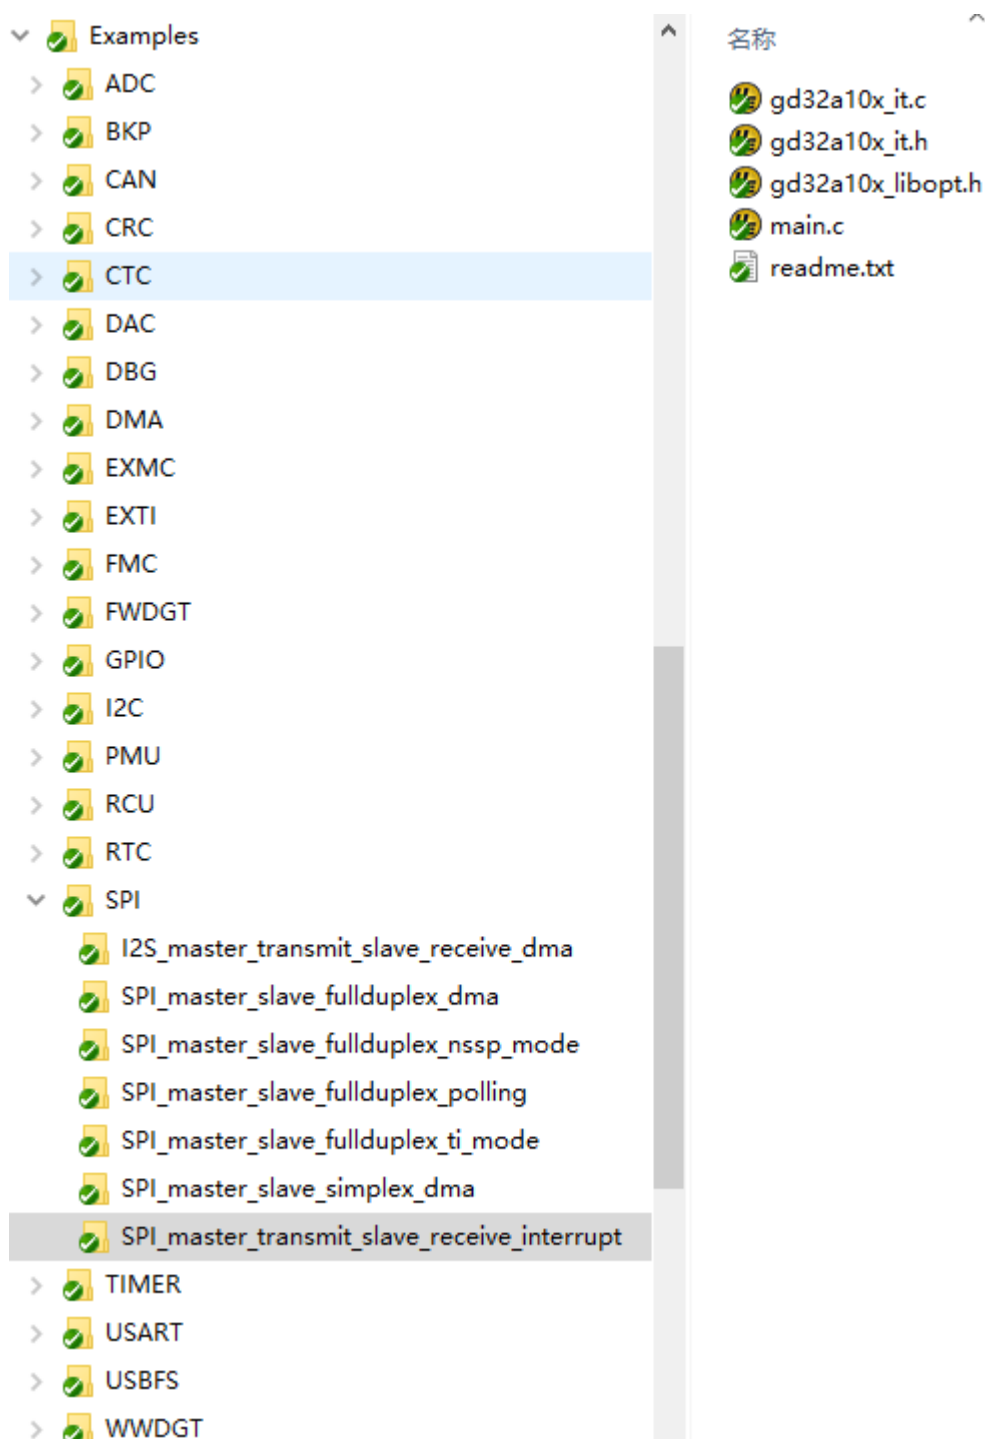 Examples
ADC
BKP
CAN
CRC
CTC
DAC
DBG
DMA
EXMC
EXTI
FMC
FWDGT
GPIO
I2C
PMU
RCU
RTC
SPI
I2S_master_transmit_slave_receive_dma
SPI_master_slave_fullduplex_dma
SPI_master_slave_fullduplex_nssp_mode
SPI_master_slave_fullduplex_polling
SPI_master_slave_fullduplex_ti_mode
SPI_master_slave_simplex_dma
SPI_master_transmit_slave_receive_interrupt
TIMER
USART
USBFS
WWDGT
名称
gd32a10x_it.c
gd32a10x_it.h
gd32a10x_libopt.h
main.c
readme.txt